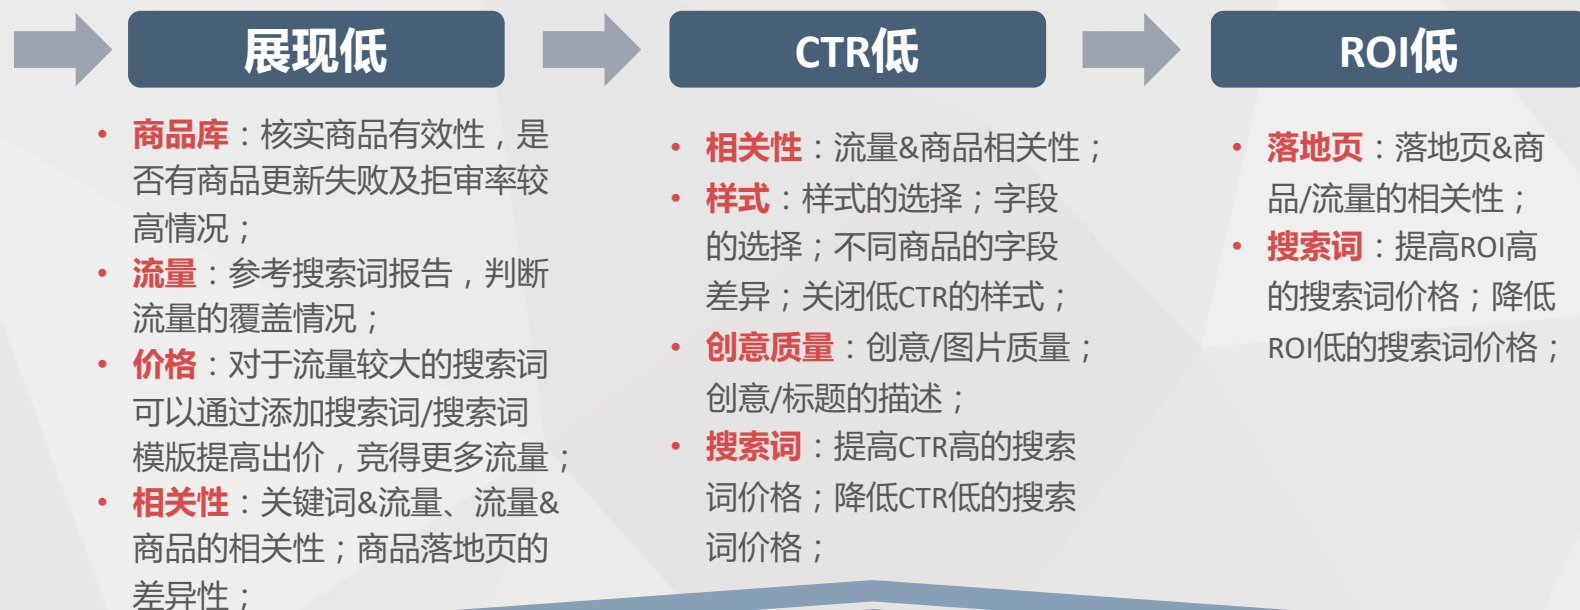 展现低
• 商品库：核实商品有效性，是
否有商品更新失败及拒审率较
高情况；
• 流量：参考搜索词报告，判断
流量的覆盖情况；
• 价格：对于流量较大的搜索词
可以通过添加搜索词/搜索词
模版提高出价，竞得更多流量；
• 相关性：关键词&流量、流量&
商品的相关性；商品落地页的
差异性；
CTR低
• 相关性：流量&商品相关性；
• 样式：样式的选择；字段
的选择；不同商品的字段
差异；关闭低CTR的样式；
• 创意质量：创意/图片质量；
创意/标题的描述；
• 搜索词：提高CTR高的搜索
词价格；降低CTR低的搜索
词价格；
ROI低
• 落地页：落地页&商
品/流量的相关性；
• 搜索词：提高ROI高
的搜索词价格；降低
ROI低的搜索词价格；